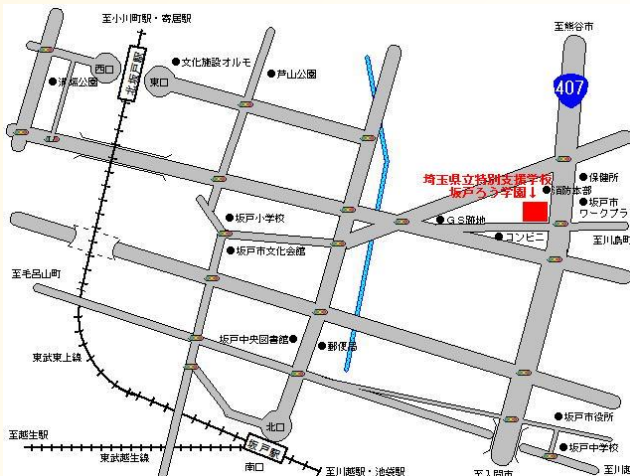 至小川町駅・寄居駅
至熊谷市
北坂戸駅
西口
東口
●文化施設オルモ
●芦山公園
●溝端公園
407
埼玉県立特別支援学校
坂戸ろう学園↓
●保健所
●消防本部
●坂戸市
ワークプラ
●坂戸小学校
●GS跡地
●コンビニ
至川島町
●坂戸市文化会館
至毛呂山町
坂戸中央図書館●
●郵便局
東武東上線
北口
●坂戸市役所
至越生駅
坂戸駅
●坂戸中学校
東武越生線
南口
至川越駅・池袋駅
至入間市
至川越